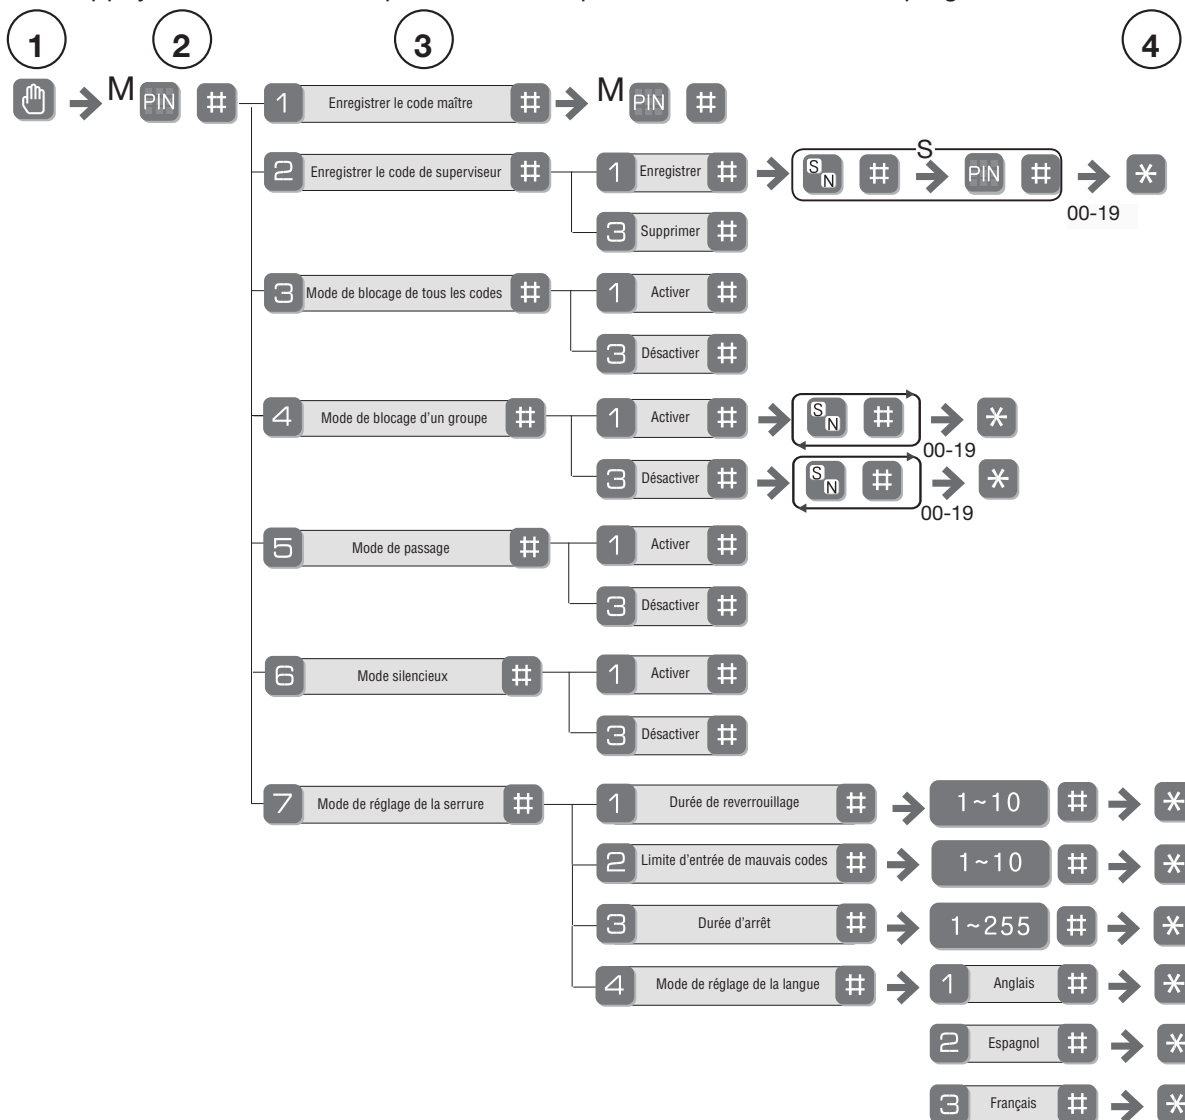 1 2 3 4
M PIN # 1 Enregistrer le code maître # M PIN #
2 Enregistrer le code de superviseur # 1 Enregistrer # S N # S PIN # *
00-19
3 Supprimer #
3 Mode de blocage de tous les codes # 1 Activer #
3 Désactiver #
4 Mode de blocage d'un groupe # 1 Activer # S N # *
00-19
3 Désactiver # S N # *
00-19
5 Mode de passage # 1 Activer #
3 Désactiver #
6 Mode silencieux # 1 Activer #
3 Désactiver #
7 Mode de réglage de la serrure # 1 Durée de reverrouillage # 1~10 # *
2 Limite d'entrée de mauvais codes # 1~10 # *
3 Durée d'arrêt # 1~255 # *
4 Mode de réglage de la langue # 1 Anglais # *
2 Espagnol # *
3 Français # *